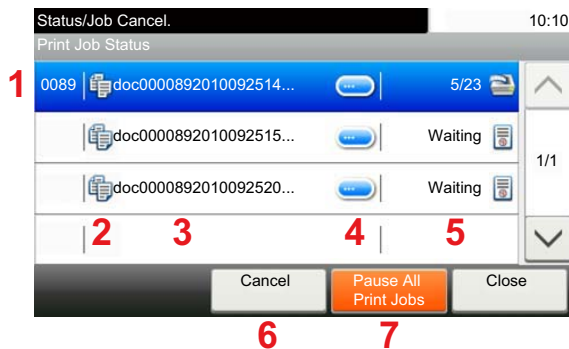 Status/Job Cancel. 10:10
Print Job Status
1 0089 doc0000892010092514... 5/23
doc0000892010092515... Waiting
1/1
doc0000892010092520... Waiting
2 3 4 5
Cancel Pause All Close
Print Jobs
6 7